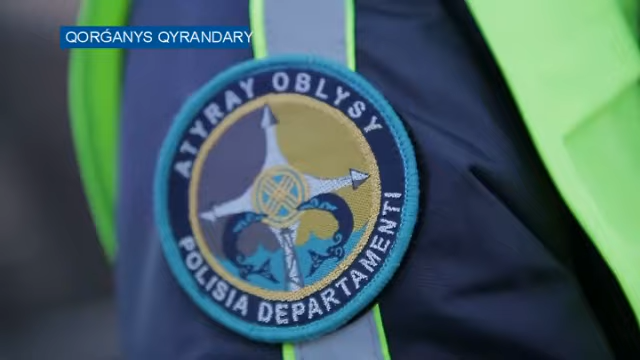 QORǴANYS QYRANDARY
ATYRAY OBLYSY
POLISIA DEPARTAMENTI